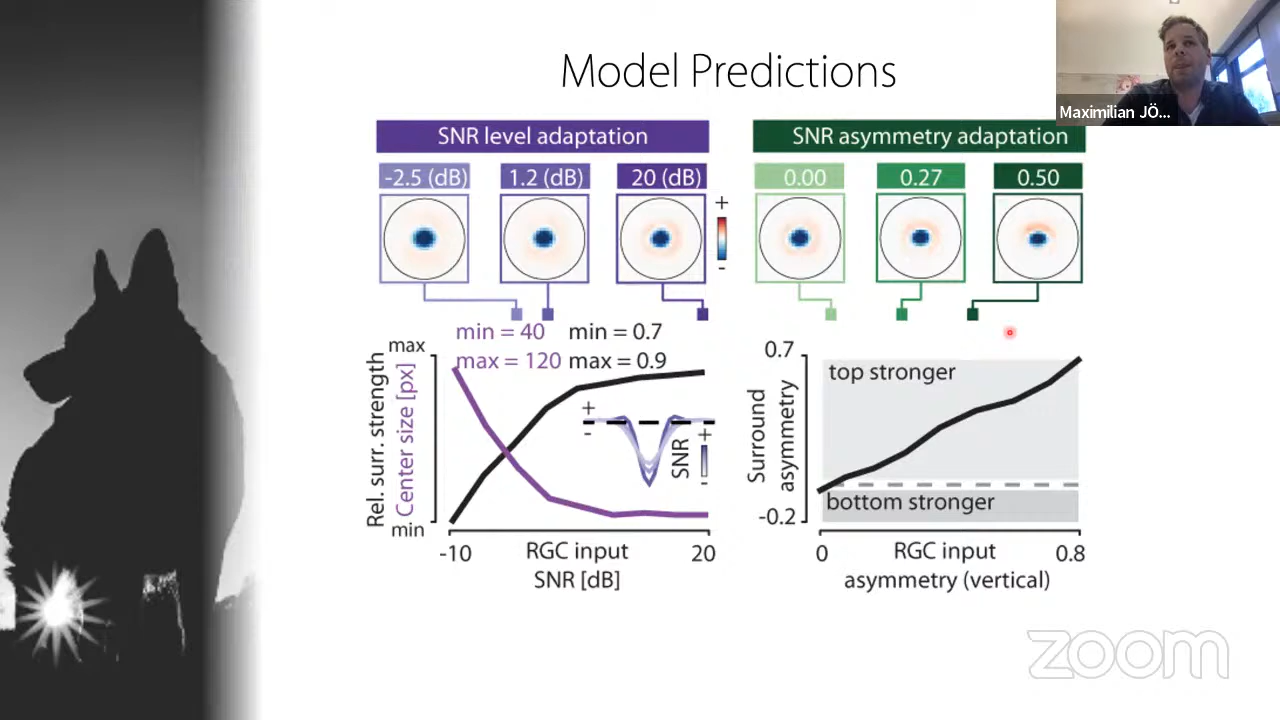 Model Predictions
Maximilian JÖ...
SNR level adaptation
-2.5 (dB)
1.2 (dB)
20 (dB)
+
-
SNR asymmetry adaptation
0.00
0.27
0.50
min = 40
min = 0.7
max = 120
max = 0.9
Rel. surr. strength
Center size [px]
max
min
+
-
SNR
+
-
-10
RGC input
20
SNR [dB]
Surround
asymmetry
0.7
-0.2
top stronger
bottom stronger
0
RGC input
0.8
asymmetry (vertical)
zoom